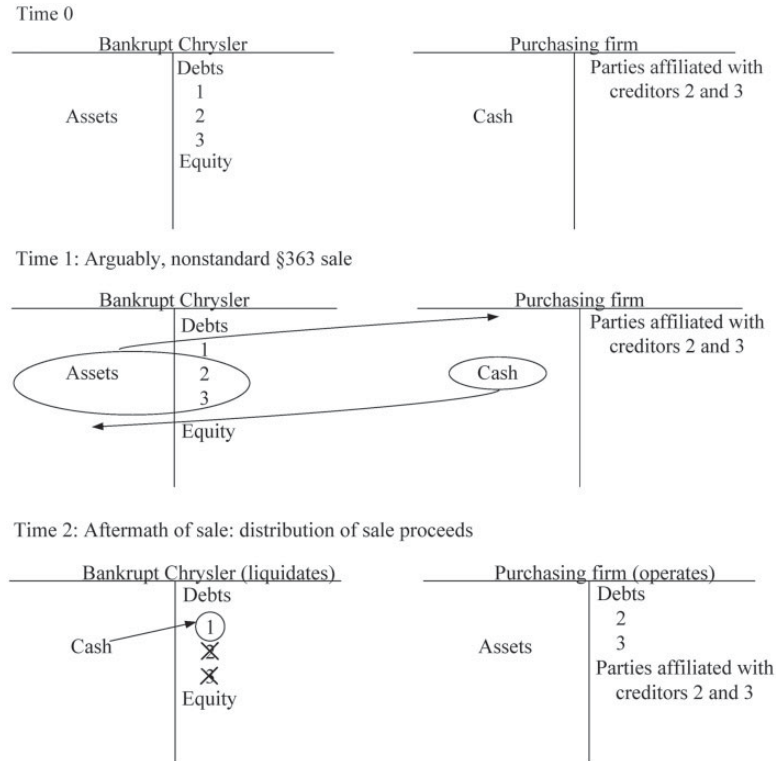 Time 0
Bankrupt Chrysler
Debts
1
Assets
2
3
Equity
Purchasing firm
Parties affiliated with
creditors 2 and 3
Cash
Time 1: Arguably, nonstandard §363 sale
Bankrupt Chrysler
Debts
1
Assets
2
3
Equity
Purchasing firm
Parties affiliated with
creditors 2 and 3
Cash
Time 2: Aftermath of sale: distribution of sale proceeds
Bankrupt Chrysler (liquidates)
Debts
1
Cash
2
3
Equity
Purchasing firm (operates)
Debts
2
3
Assets
Parties affiliated with
creditors 2 and 3